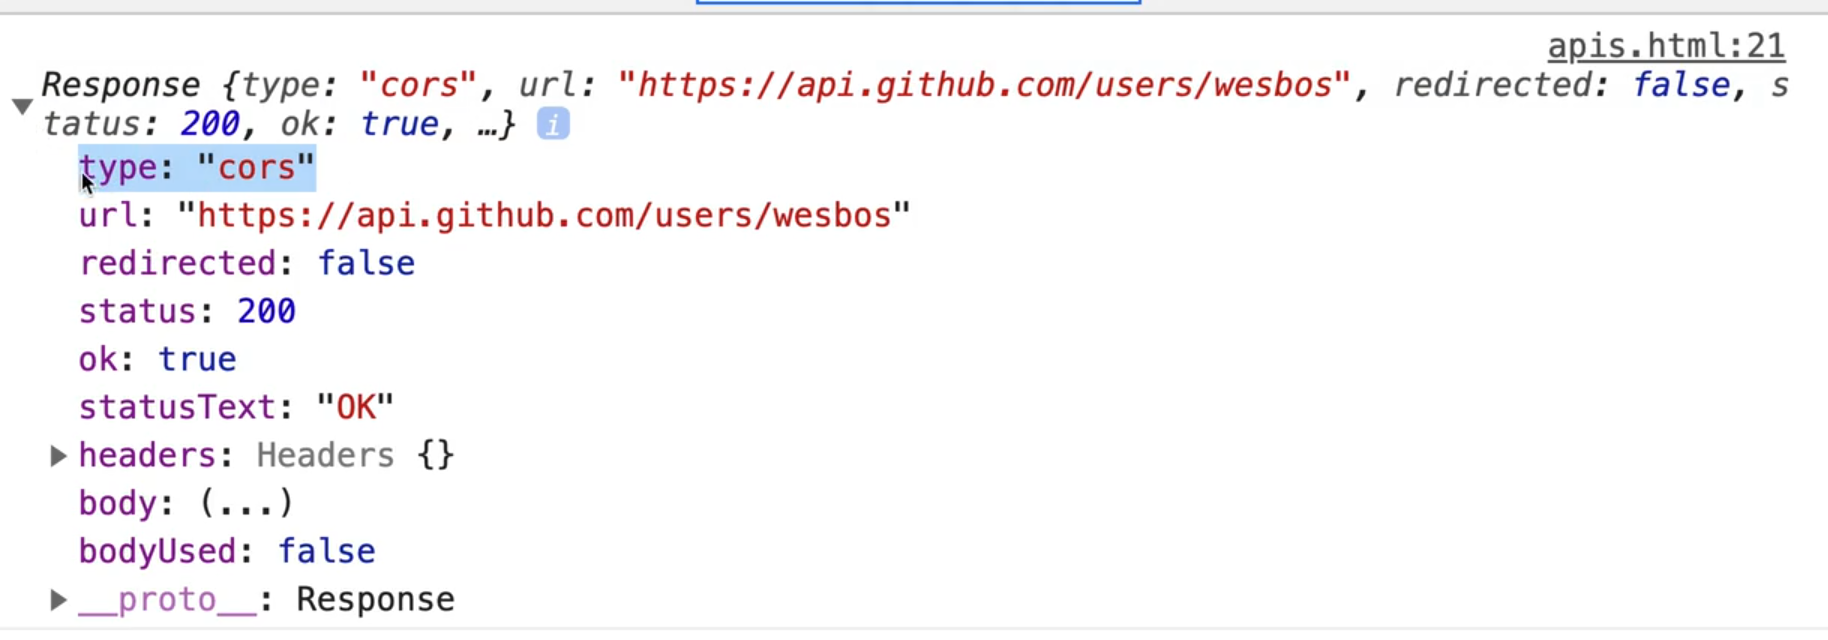 apis.html:21
Response {type: "cors", url: "https://api.github.com/users/wesbos", redirected: false, s
tatus: 200, ok: true, …} i
type: "cors"
url: "https://api.github.com/users/wesbos"
redirected: false
status: 200
ok: true
statusText: "OK"
headers: Headers {}
body: (...)
bodyUsed: false
__proto__: Response